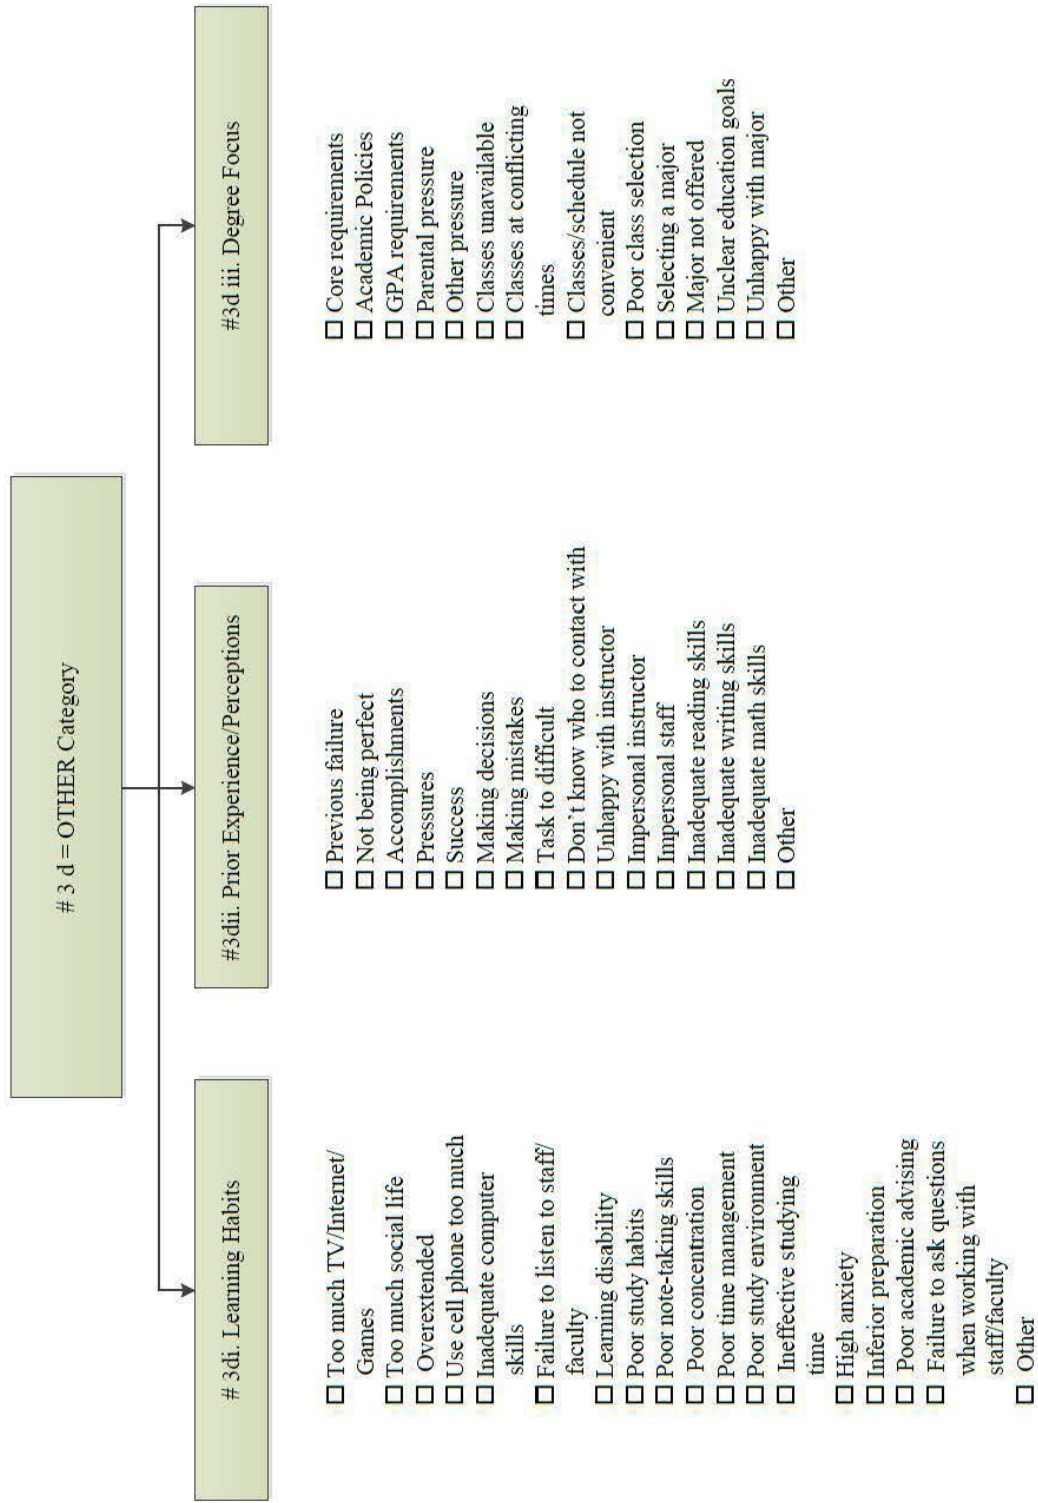 # 3 d = OTHER Category
# 3di. Learning Habits
☐ Too much TV/Internet/
Games
☐ Too much social life
☐ Overextended
☐ Use cell phone too much
☐ Inadequate computer
skills
☐ Failure to listen to staff/
faculty
☐ Learning disability
☐ Poor study habits
☐ Poor note-taking skills
☐ Poor concentration
☐ Poor time management
☐ Poor study environment
☐ Ineffective studying
time
☐ High anxiety
☐ Inferior preparation
☐ Poor academic advising
☐ Failure to ask questions
when working with
staff/faculty
☐ Other
#3dii. Prior Experience/Perceptions
☐ Previous failure
☐ Not being perfect
☐ Accomplishments
☐ Pressures
☐ Success
☐ Making decisions
☐ Making mistakes
☐ Task to difficult
☐ Don't know who to contact with
☐ Unhappy with instructor
☐ Impersonal instructor
☐ Impersonal staff
☐ Inadequate reading skills
☐ Inadequate writing skills
☐ Inadequate math skills
☐ Other
#3d iii. Degree Focus
☐ Core requirements
☐ Academic Policies
☐ GPA requirements
☐ Parental pressure
☐ Other pressure
☐ Classes unavailable
☐ Classes at conflicting
times
☐ Classes/schedule not
convenient
☐ Poor class selection
☐ Selecting a major
☐ Major not offered
☐ Unclear education goals
☐ Unhappy with major
☐ Other